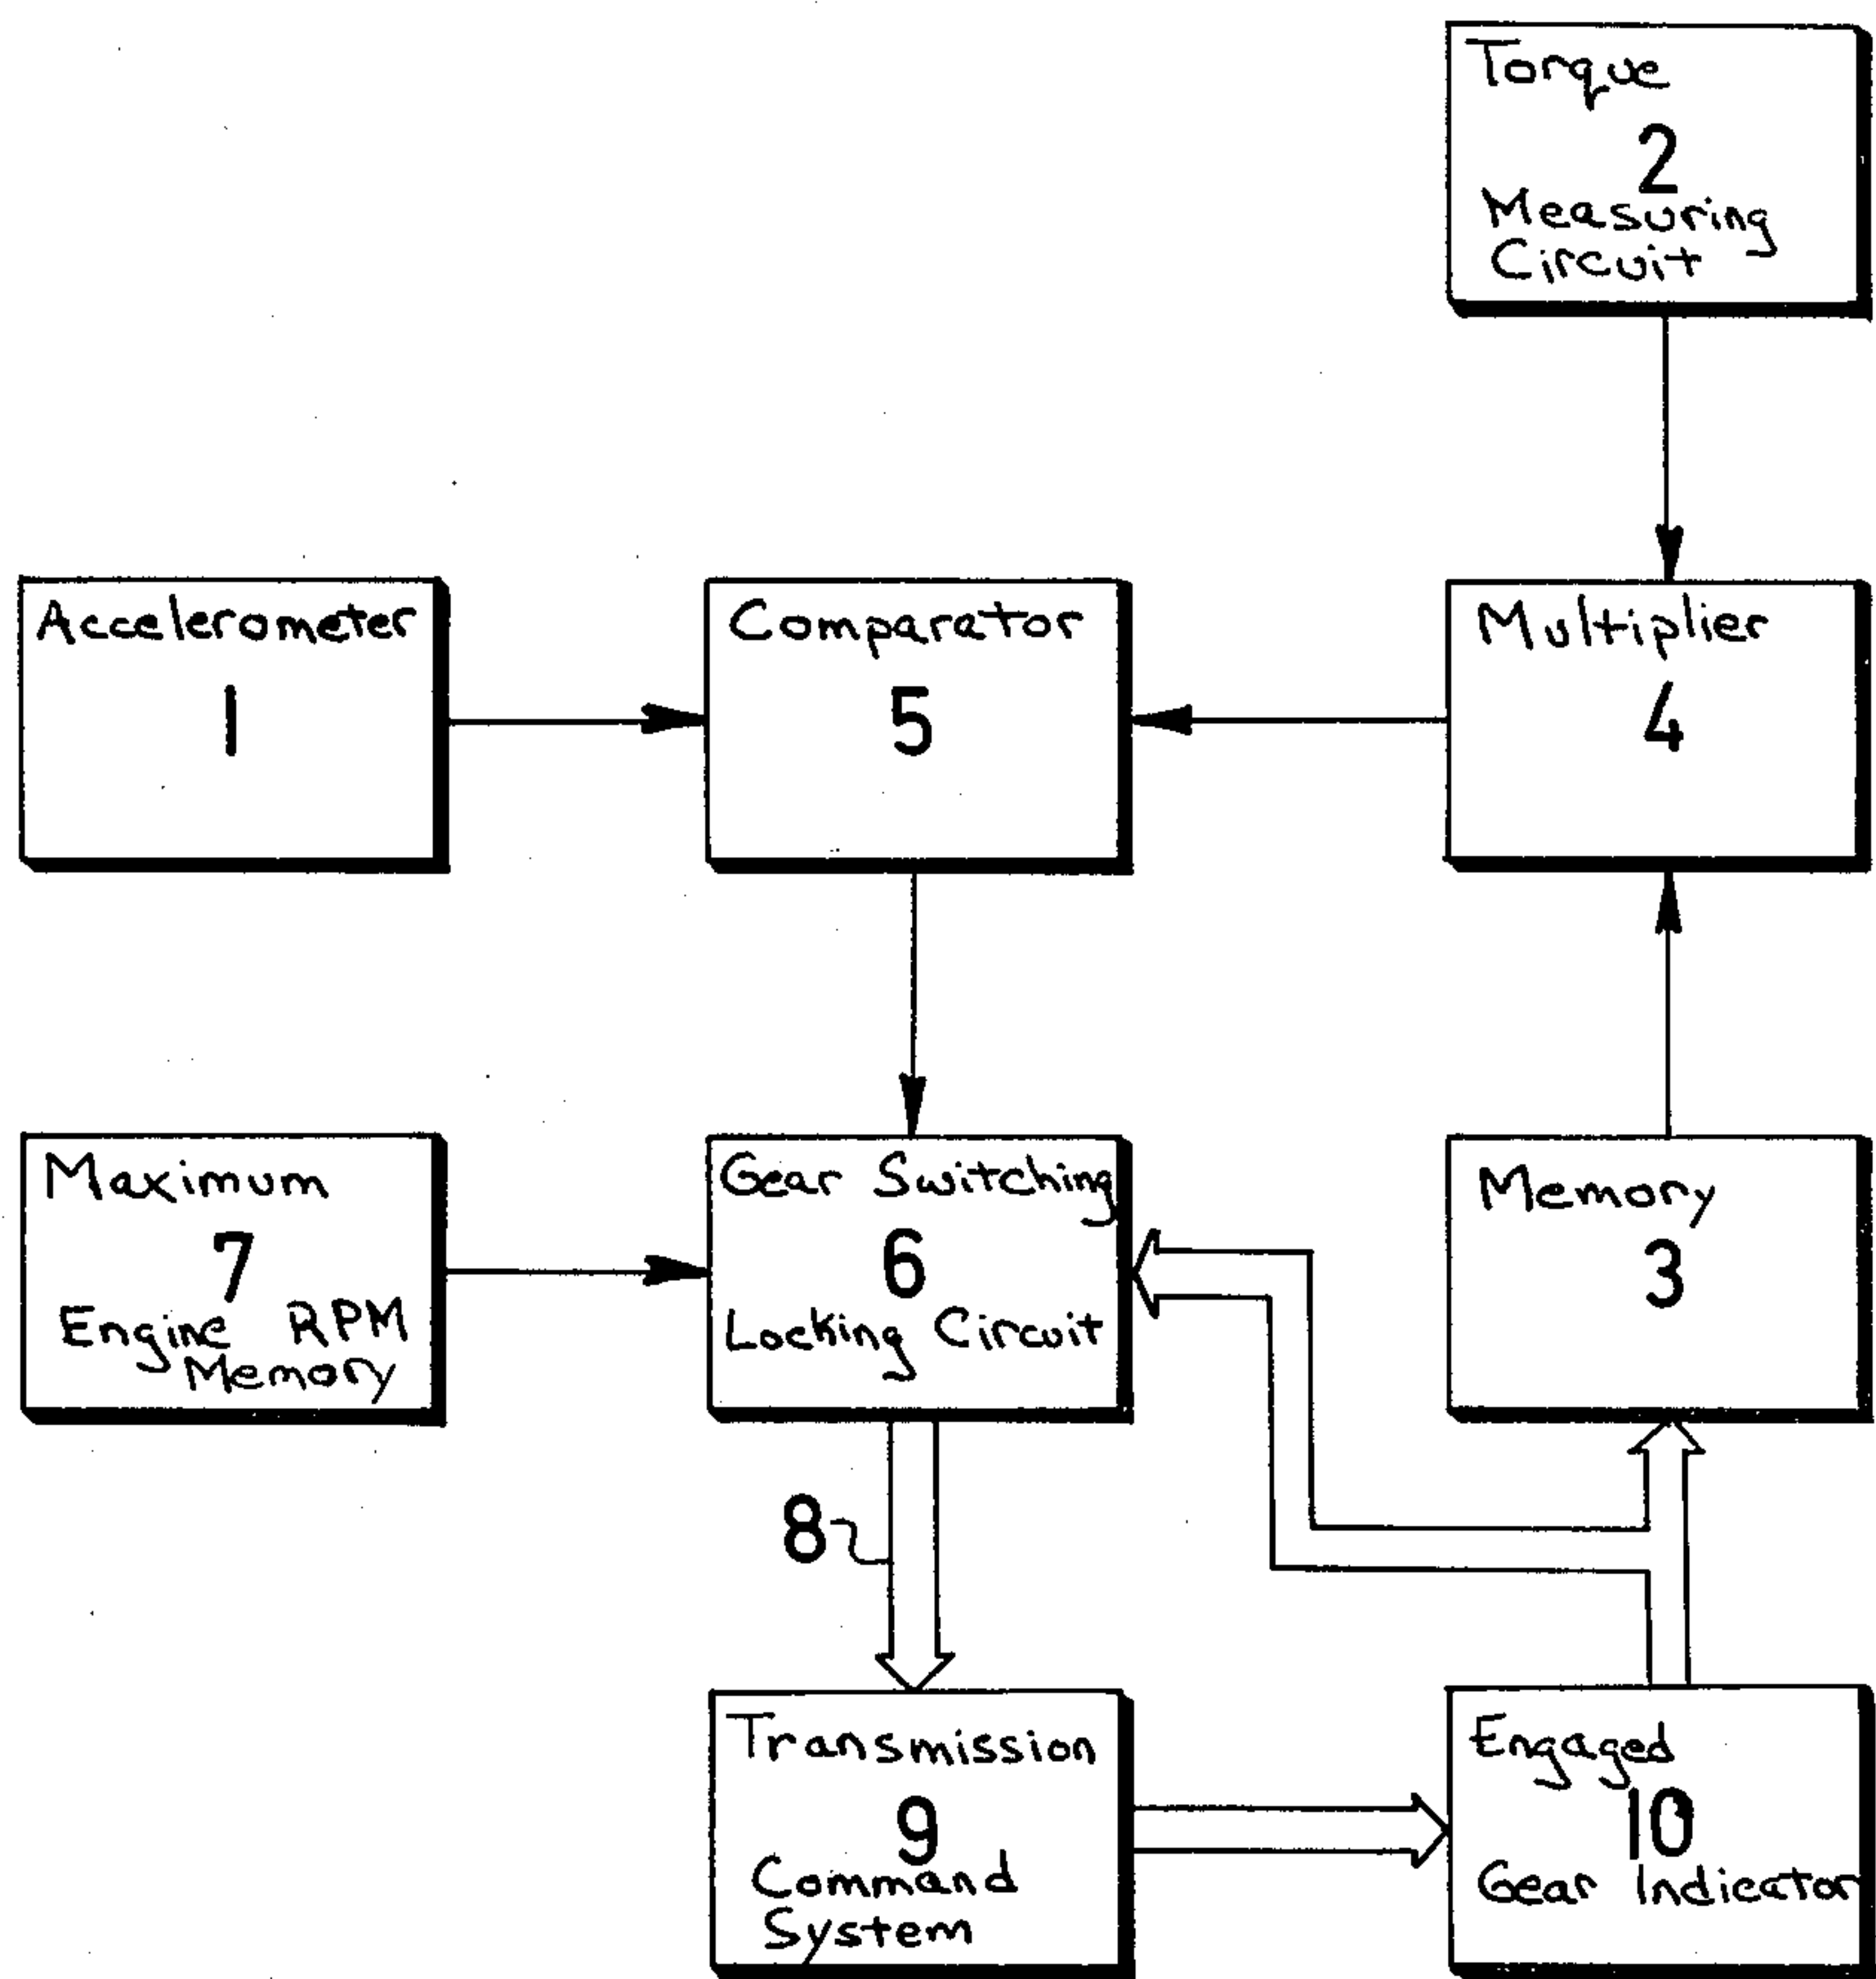 Torque
2
Measuring
Circuit
Accelerometer
1
Comparator
5
Multiplier
4
Maximum
7
Engine RPM
Memory
Gear Switching
6
Locking Circuit
Memory
3
8
Transmission
9
Command
System
Engaged
10
Gear Indicator